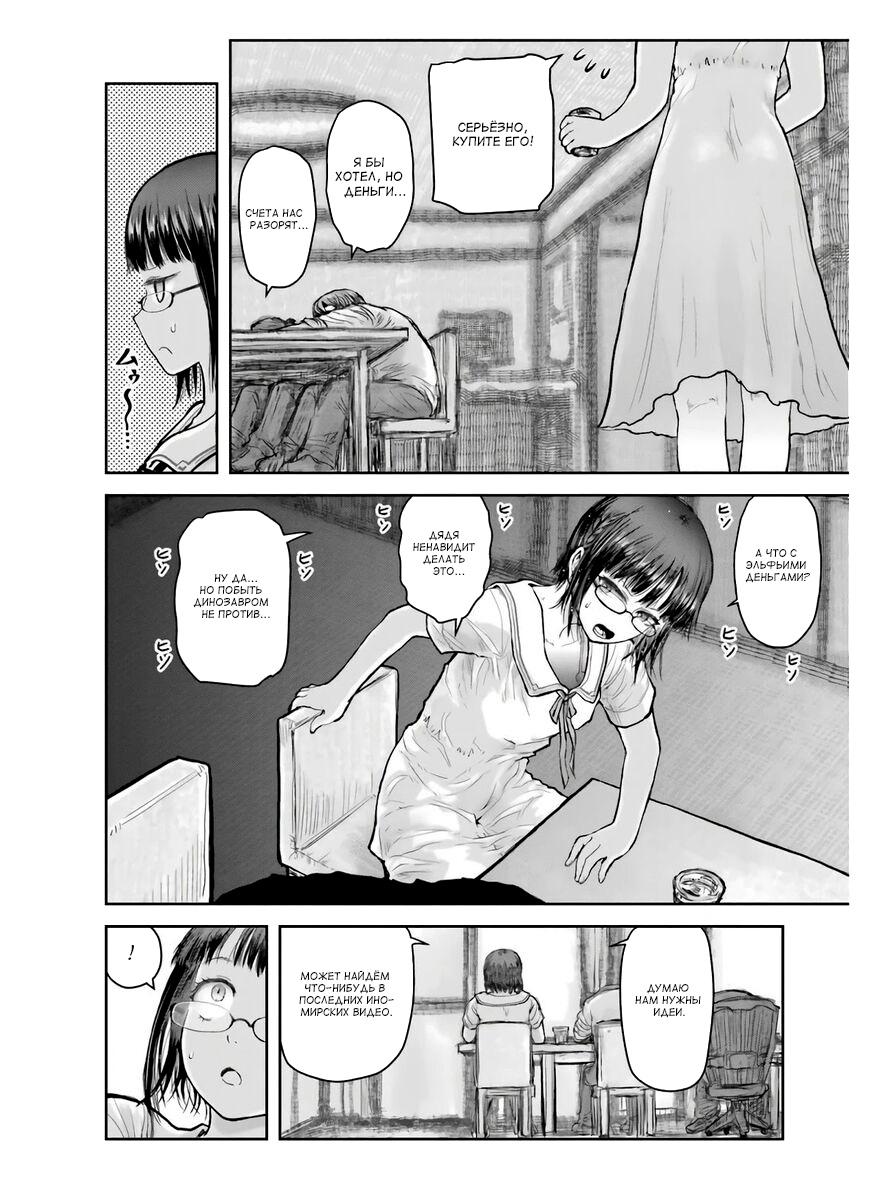 СЕРЬЁЗНО,
КУПИТЕ ЕГО!
Я БЫ
ХОТЕЛ, НО
ДЕНЬГИ...
СЧЕТА НАС
РАЗОРЯТ...
ムゥ〜...
А ЧТО С
ЭЛЬФЬИМИ
ДЕНЬГАМИ?
ДЯДЯ
НЕНАВИДИТ
ДЕЛАТЬ
ЭТО...
НУ ДА...
НО ПОБЫТЬ
ДИНОЗАВРОМ
НЕ ПРОТИВ...
ヒソ
ヒソ
ヒソ
ヒソ
ヒソ
ヒソ
ヒソ
ヒソ
ДУМАЮ
НАМ НУЖНЫ
ИДЕИ.
МОЖЕТ НАЙДЁМ
ЧТО-НИБУДЬ В
ПОСЛЕДНИХ ИНО-
МИРСКИХ ВИДЕО.
!